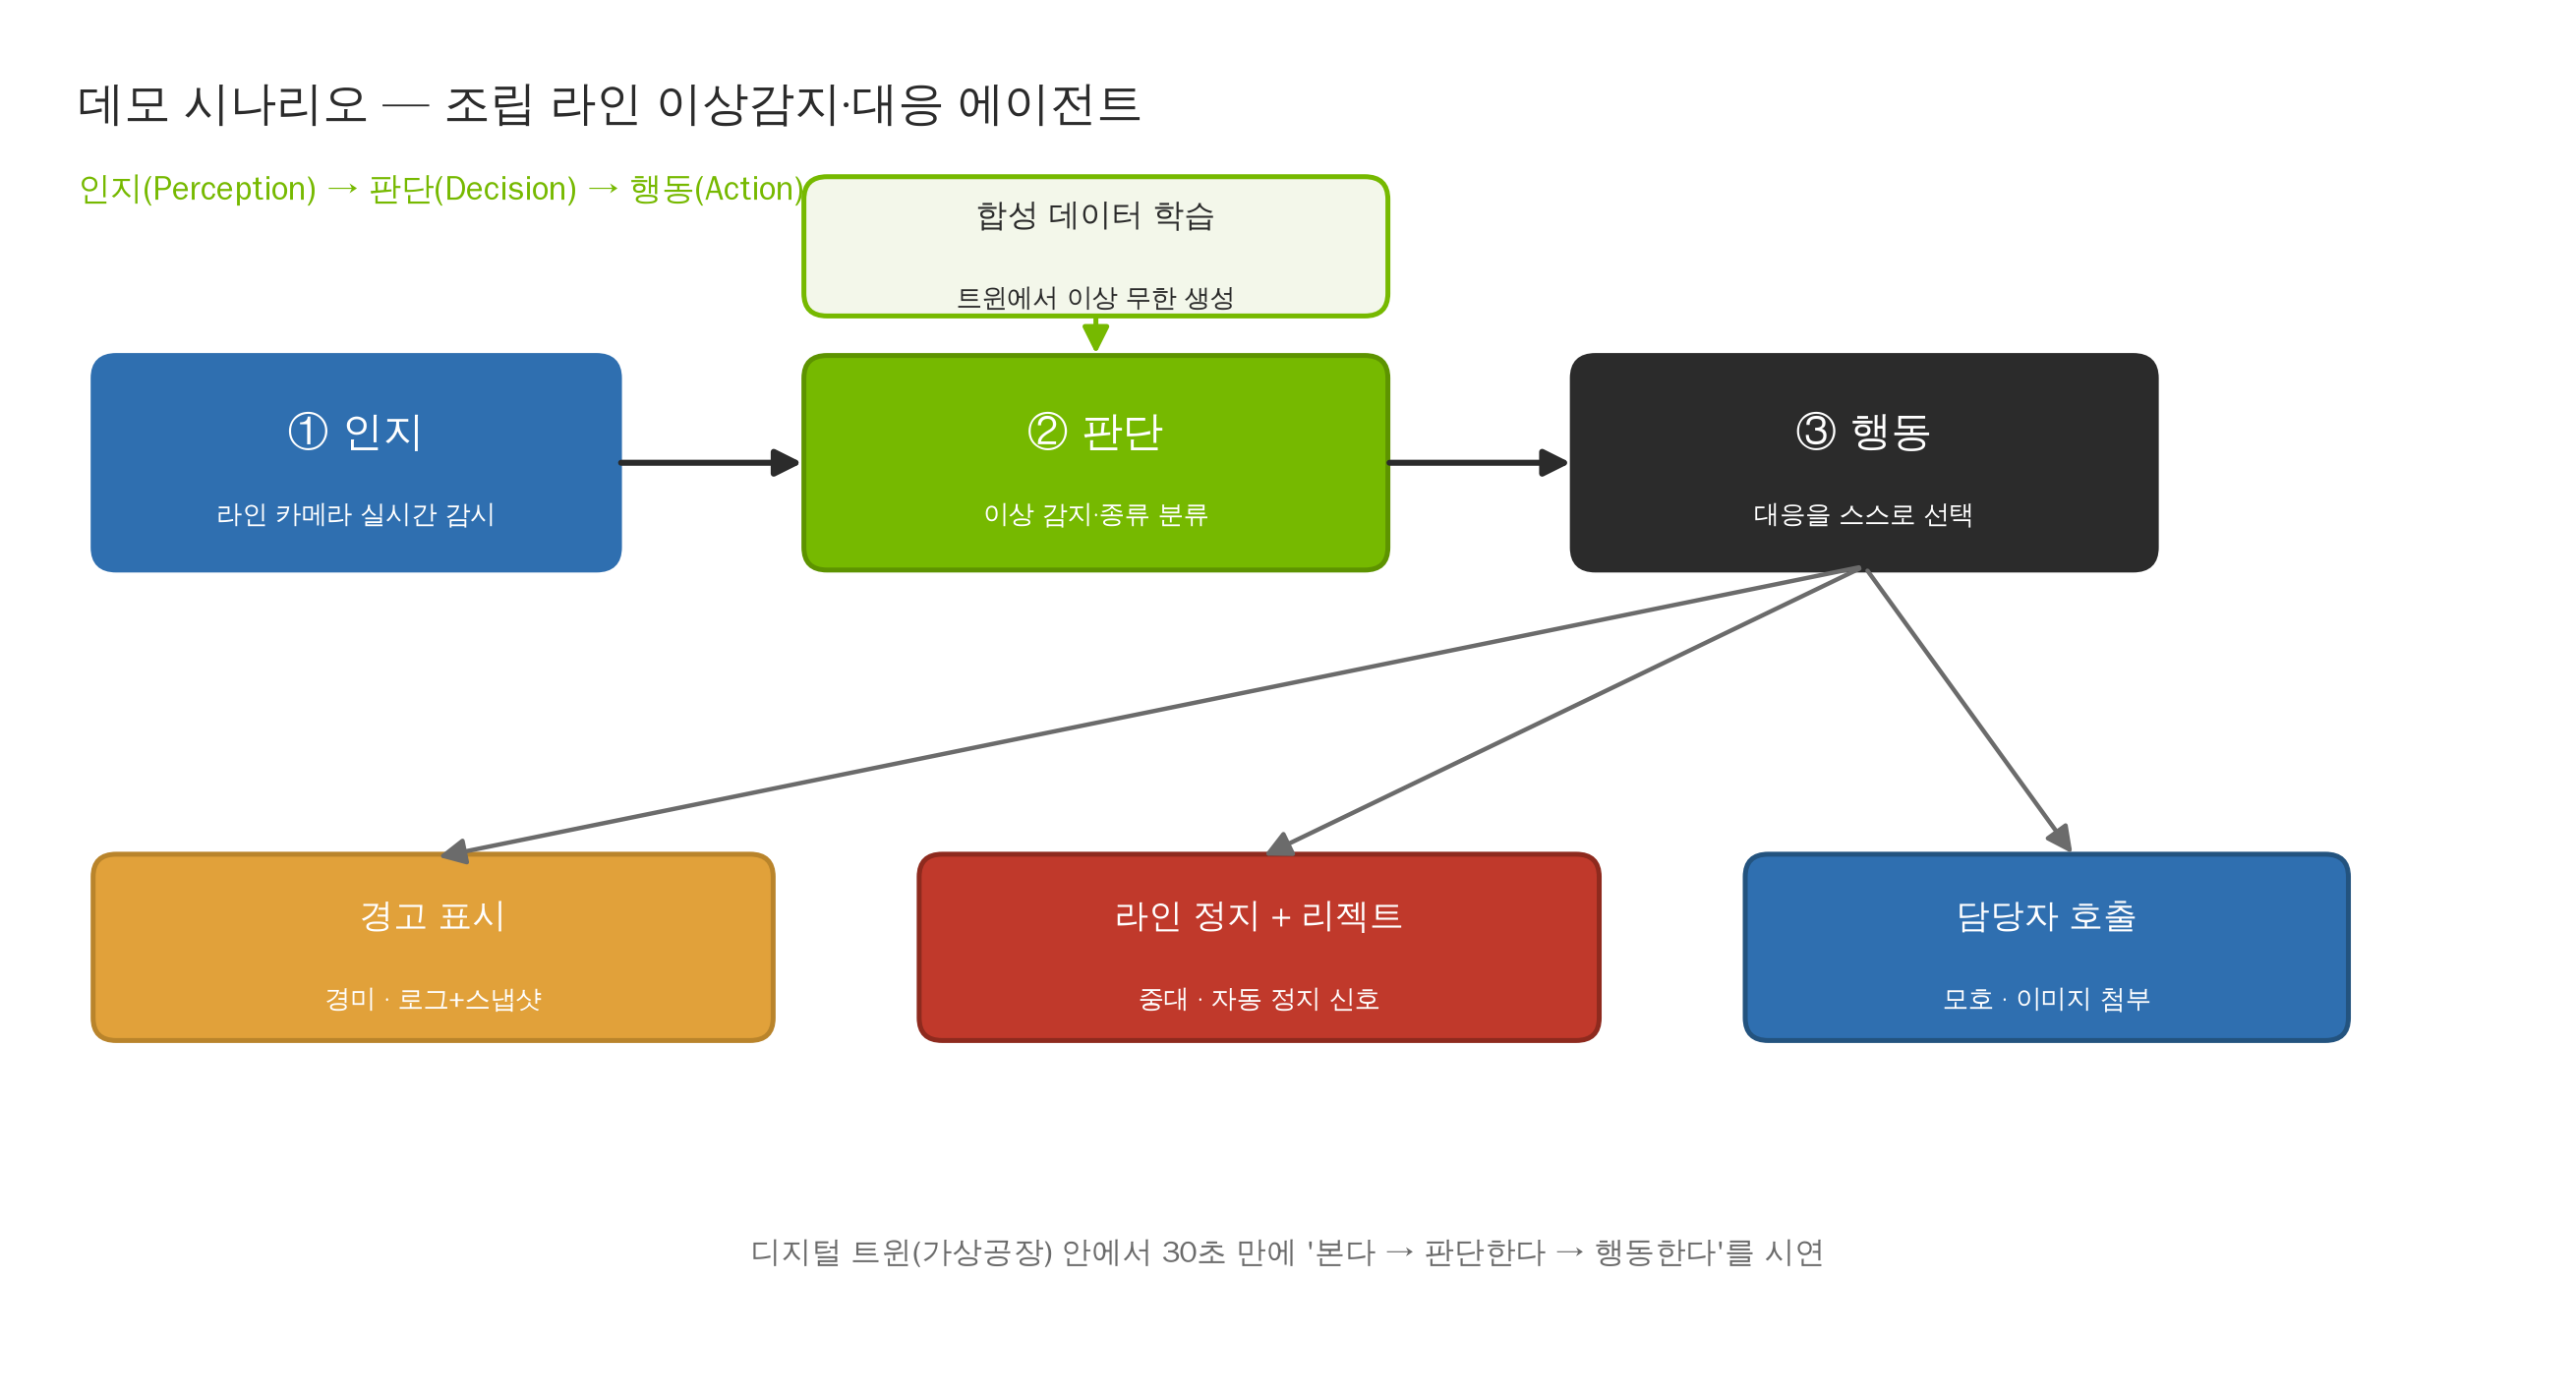 데모 시나리오 — 조립 라인 이상감지·대응 에이전트
인지(Perception) → 판단(Decision) → 행동(Action)
합성 데이터 학습
트윈에서 이상 무한 생성
① 인지
라인 카메라 실시간 감시
② 판단
이상 감지·종류 분류
③ 행동
대응을 스스로 선택
경고 표시
경미 · 로그+스냅샷
라인 정지 + 리젝트
중대 · 자동 정지 신호
담당자 호출
모호 · 이미지 첨부
디지털 트윈(가상공장) 안에서 30초 만에 '본다 → 판단한다 → 행동한다'를 시연